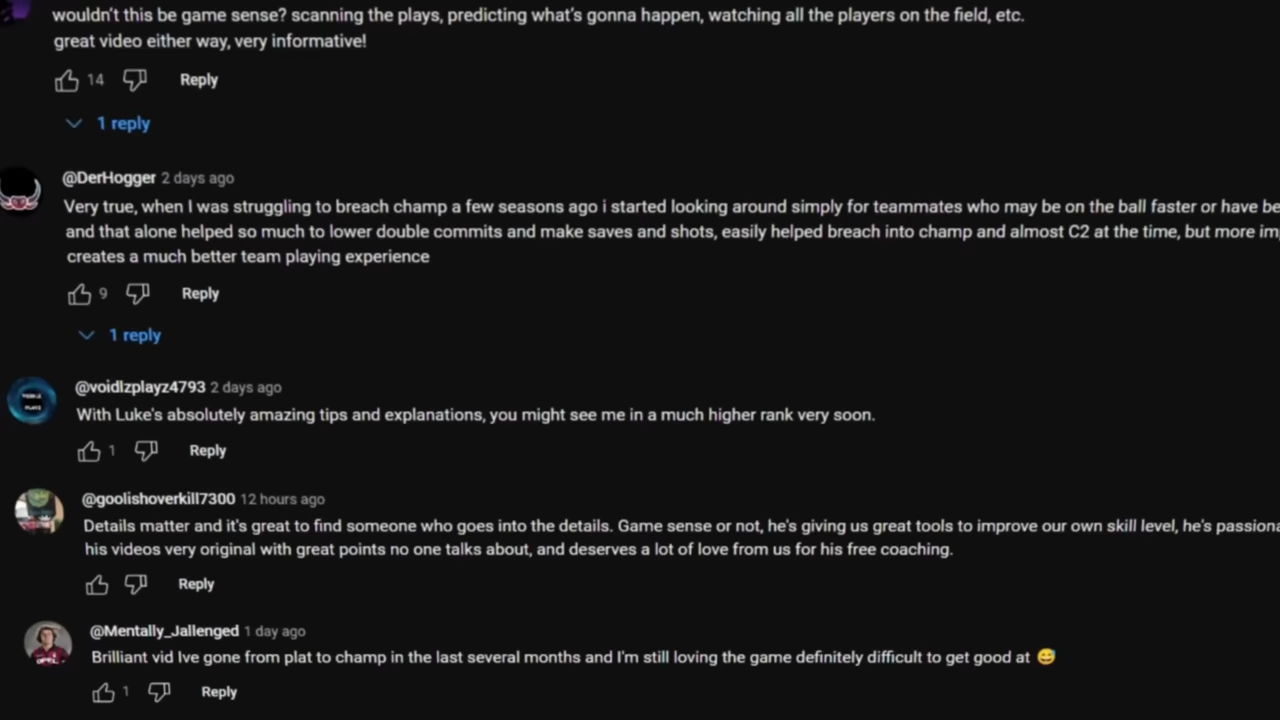 wouldn't this be game sense? scanning the plays, predicting what's gonna happen, watching all the players on the field, etc.
great video either way, very informative!
14 Reply
1 reply
@DerHogger 2 days ago
Very true, when I was struggling to breach champ a few seasons ago i started looking around simply for teammates who may be on the ball faster or have be
and that alone helped so much to lower double commits and make saves and shots, easily helped breach into champ and almost C2 at the time, but more im
creates a much better team playing experience
9 Reply
1 reply
@voidlzplayz4793 2 days ago
With Luke's absolutely amazing tips and explanations, you might see me in a much higher rank very soon.
1 Reply
@goolishoverkill7300 12 hours ago
Details matter and it's great to find someone who goes into the details. Game sense or not, he's giving us great tools to improve our own skill level, he's passiona
his videos very original with great points no one talks about, and deserves a lot of love from us for his free coaching.
Reply
@Mentally_Jallenged 1 day ago
Brilliant vid Ive gone from plat to champ in the last several months and I'm still loving the game definitely difficult to get good at 😅
1 Reply